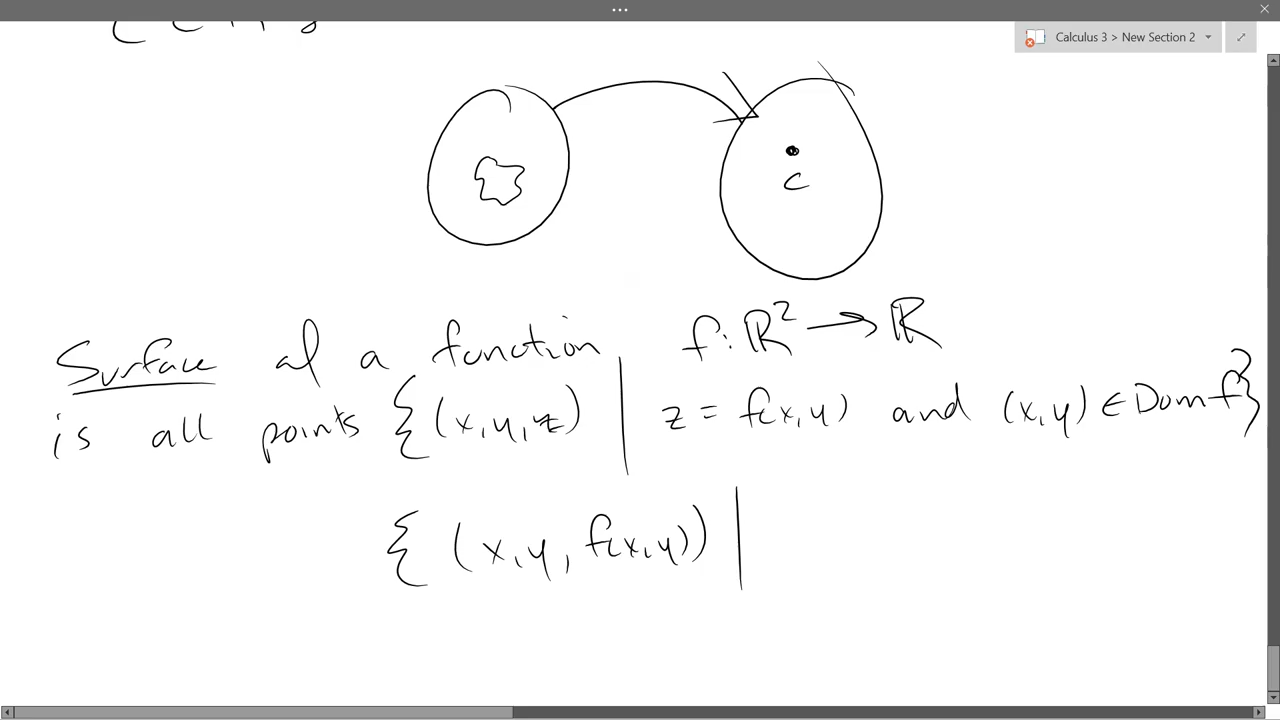 Calculus 3 > New Section 2
C
Surface of a function f: ℝ² → ℝ
is all points {(x,y,z) | z = f(x,y) and (x,y) ∈ Dom f}
{(x,y, f(x,y)) |